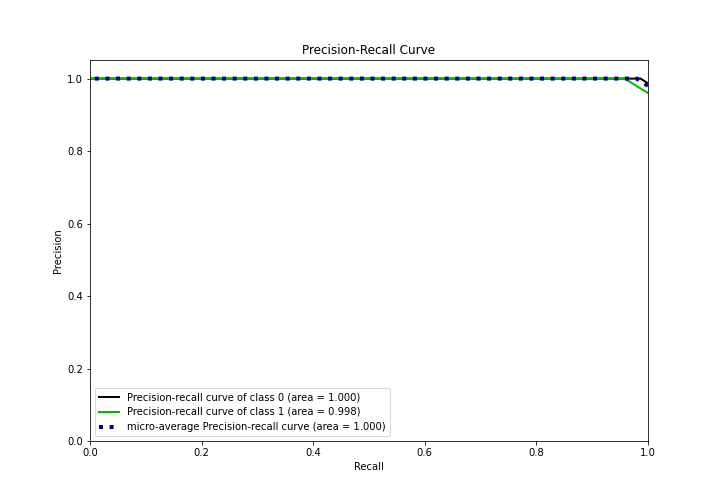 Precision-Recall Curve
1.0
0.8
0.6
0.4
0.2
0.0
Precision
Precision-recall curve of class 0 (area = 1.000)
Precision-recall curve of class 1 (area = 0.998)
micro-average Precision-recall curve (area = 1.000)
0.0 0.2 0.4 0.6 0.8 1.0
Recall